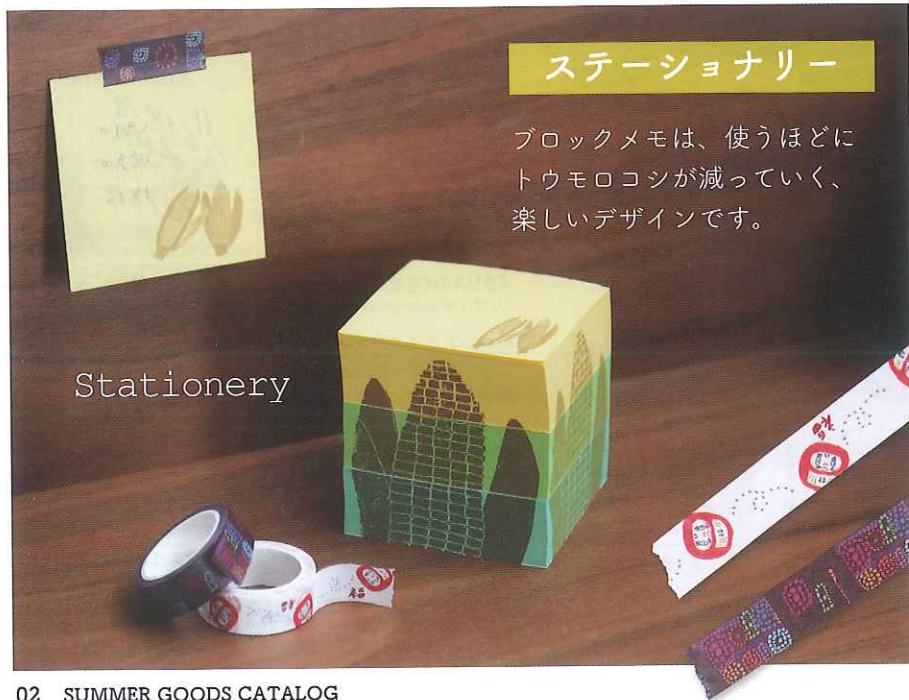 ステーショナリー
ブロックメモは、使うほどに
トウモロコシが減っていく、
楽しいデザインです。
Stationery
福
福
02 SUMMER GOODS CATALOG